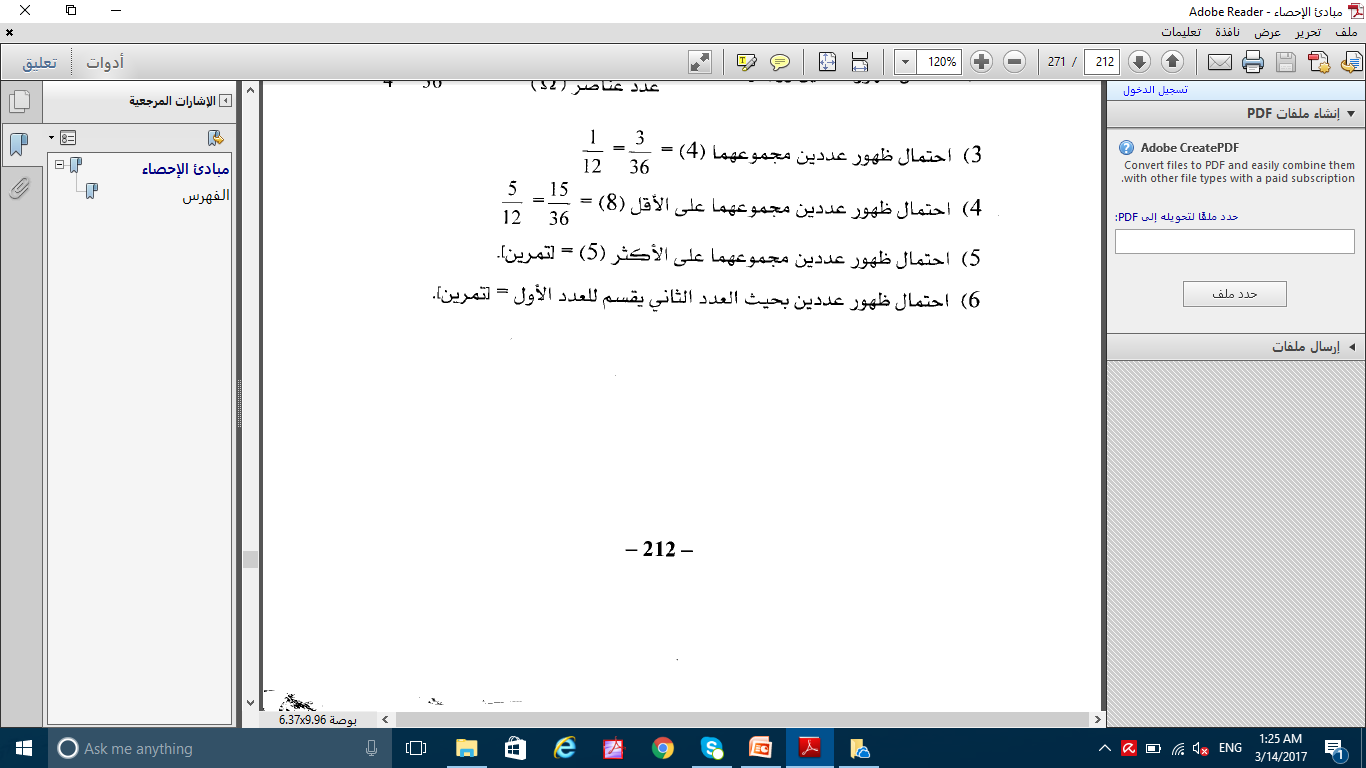 مبادئ الإحصاء - Adobe Reader
ملف تحرير عرض نافذة تعليمات
أدوات تعليق
120%
271 / 212
تسجيل الدخول
إنشاء ملفات PDF
Adobe CreatePDF
Convert files to PDF and easily combine them
with other file types with a paid subscription.
حدد ملفًا لتحويله إلى PDF:
حدد ملف
إرسال ملفات
الإشارات المرجعية
مبادئ الإحصاء
الفهرس
عدد عناصر (Ω)
3) احتمال ظهور عددين مجموعهما (4) = 3/36 = 1/12
4) احتمال ظهور عددين مجموعهما على الأقل (8) = 15/36 = 5/12
5) احتمال ظهور عددين مجموعهما على الأكثر (5) = [تمرين].
6) احتمال ظهور عددين بحيث العدد الثاني يقسم للعدد الأول = [تمرين].
– 212 –
6.37x9.96 بوصة
Ask me anything
ENG
1:25 AM
3/14/2017
1